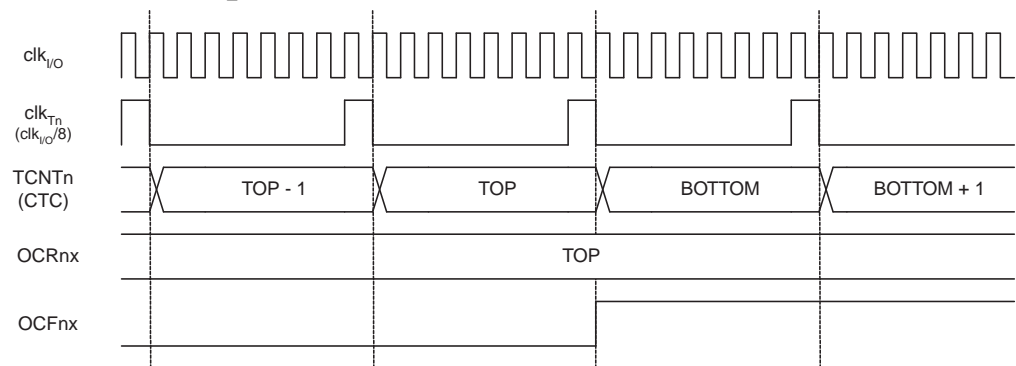 clkI/O
clkTn
(clkI/O/8)
TCNTn
(CTC)
TOP - 1
TOP
BOTTOM
BOTTOM + 1
OCRnx
TOP
OCFnx